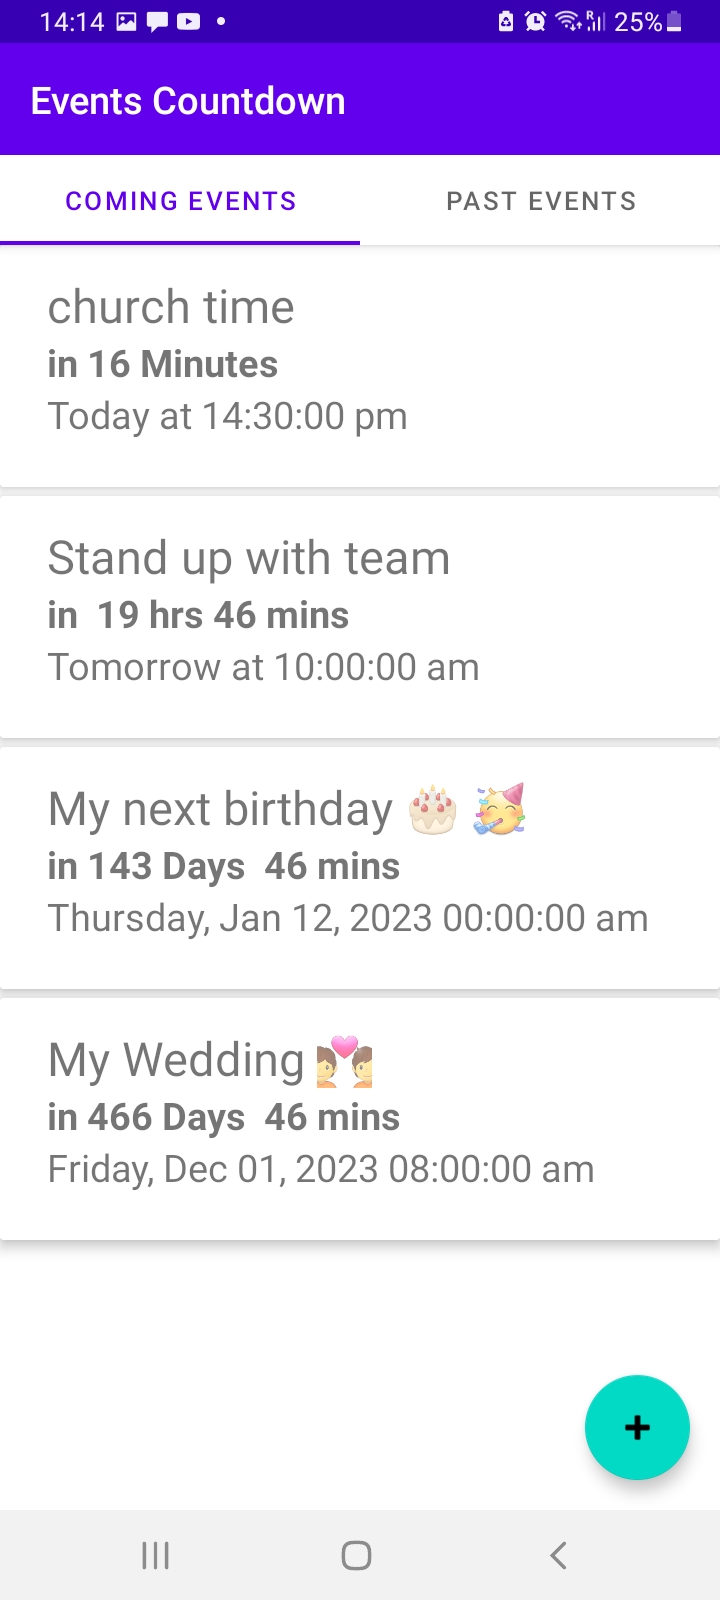 14:14 25%
Events Countdown
COMING EVENTS PAST EVENTS
church time
in 16 Minutes
Today at 14:30:00 pm
Stand up with team
in  19 hrs 46 mins
Tomorrow at 10:00:00 am
My next birthday 🎂 🥳
in 143 Days  46 mins
Thursday, Jan 12, 2023 00:00:00 am
My Wedding 💑
in 466 Days  46 mins
Friday, Dec 01, 2023 08:00:00 am